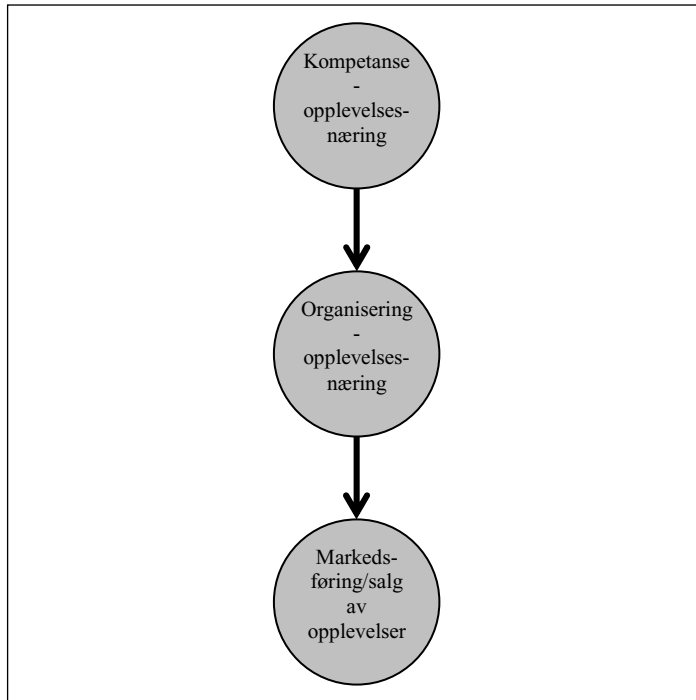 Kompetanse
-
opplevelses-
næring
Organisering
-
opplevelses-
næring
Markeds-
føring/salg
av
opplevelser